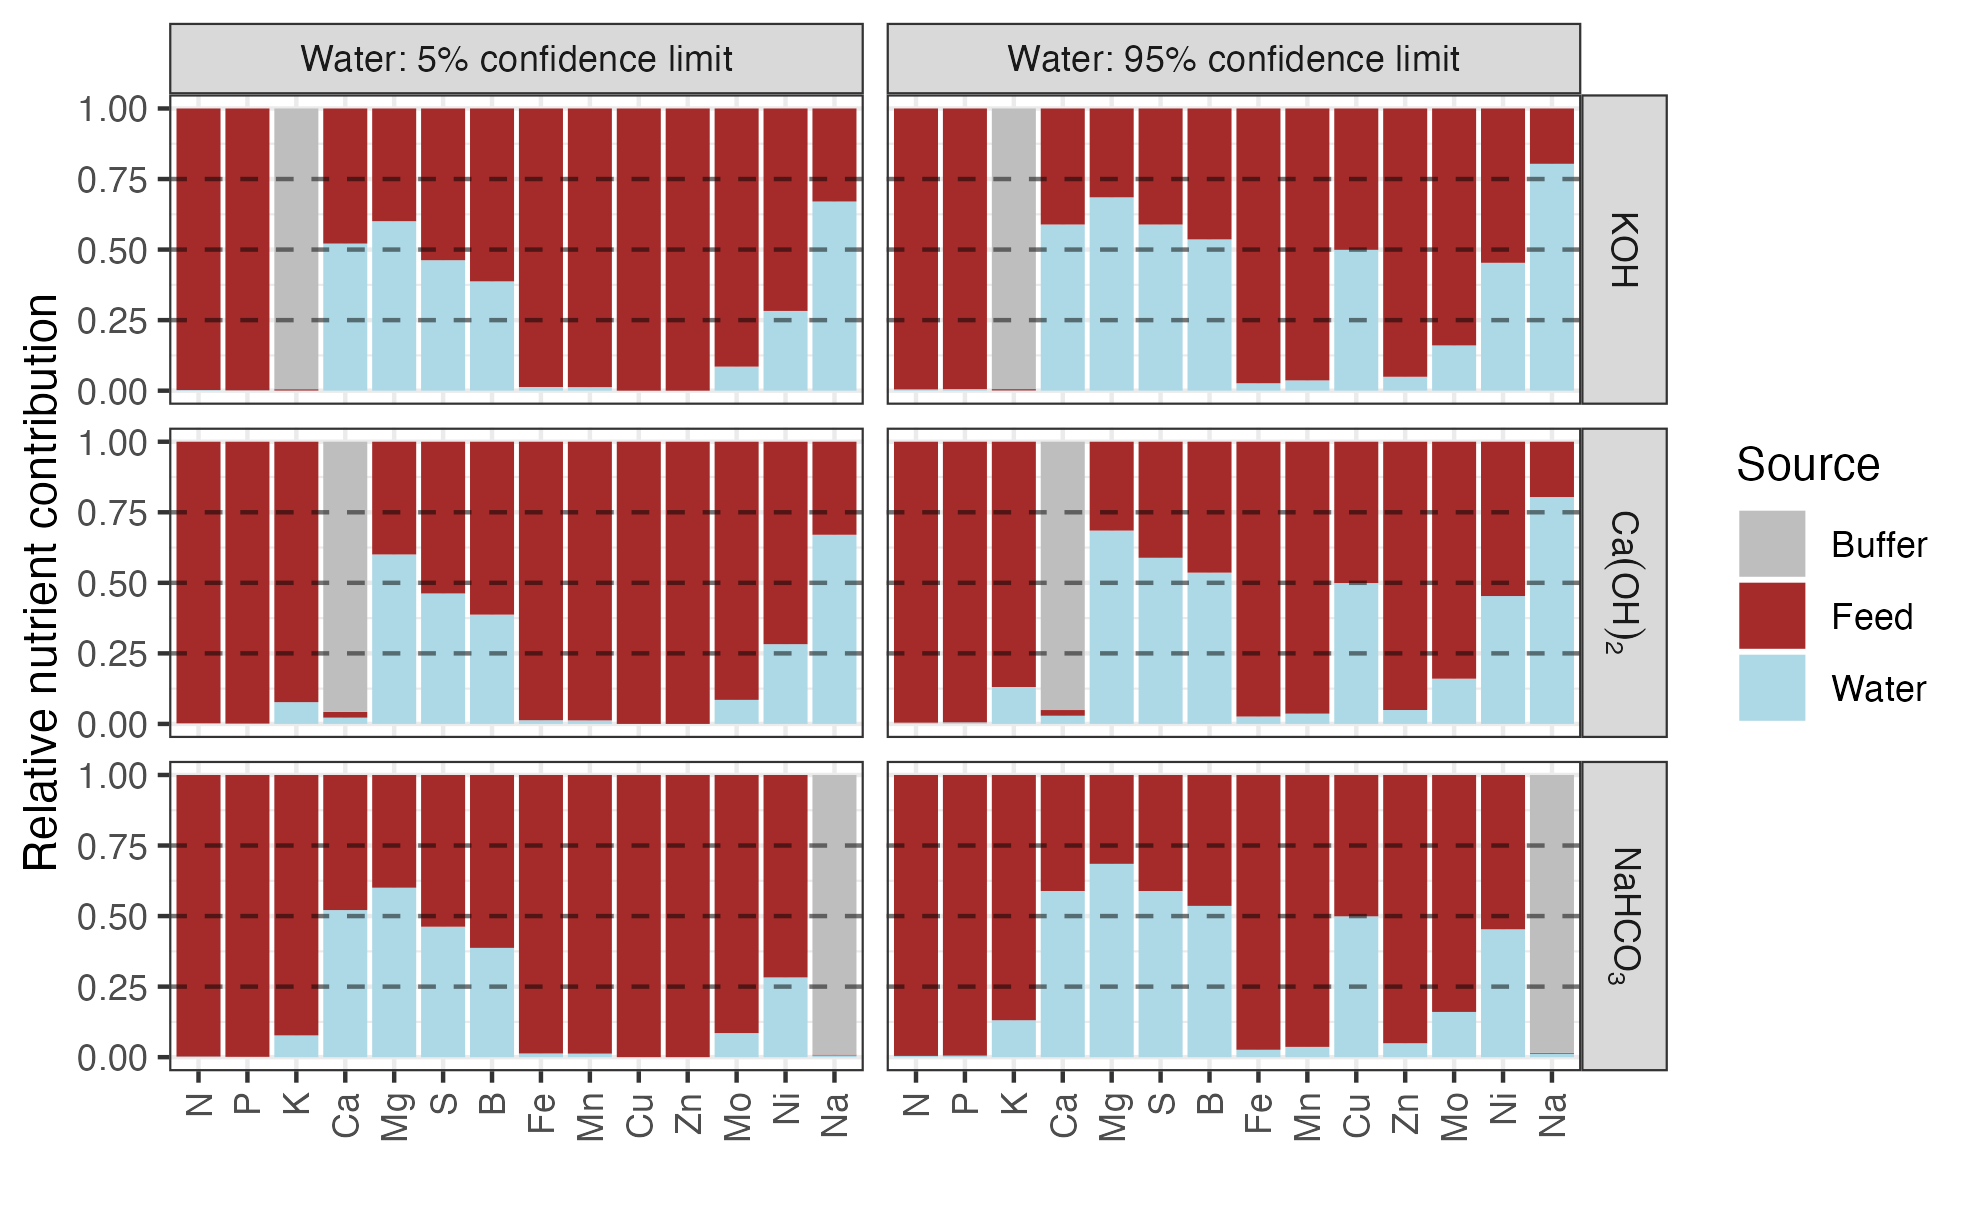 Water: 5% confidence limit
Water: 95% confidence limit
Relative nutrient contribution
1.00
0.75
0.50
0.25
0.00
KOH
1.00
0.75
0.50
0.25
0.00
Ca(OH)₂
1.00
0.75
0.50
0.25
0.00
NaHCO₃
N P K Ca Mg S B Fe Mn Cu Zn Mo Ni Na
N P K Ca Mg S B Fe Mn Cu Zn Mo Ni Na
Source
Buffer
Feed
Water